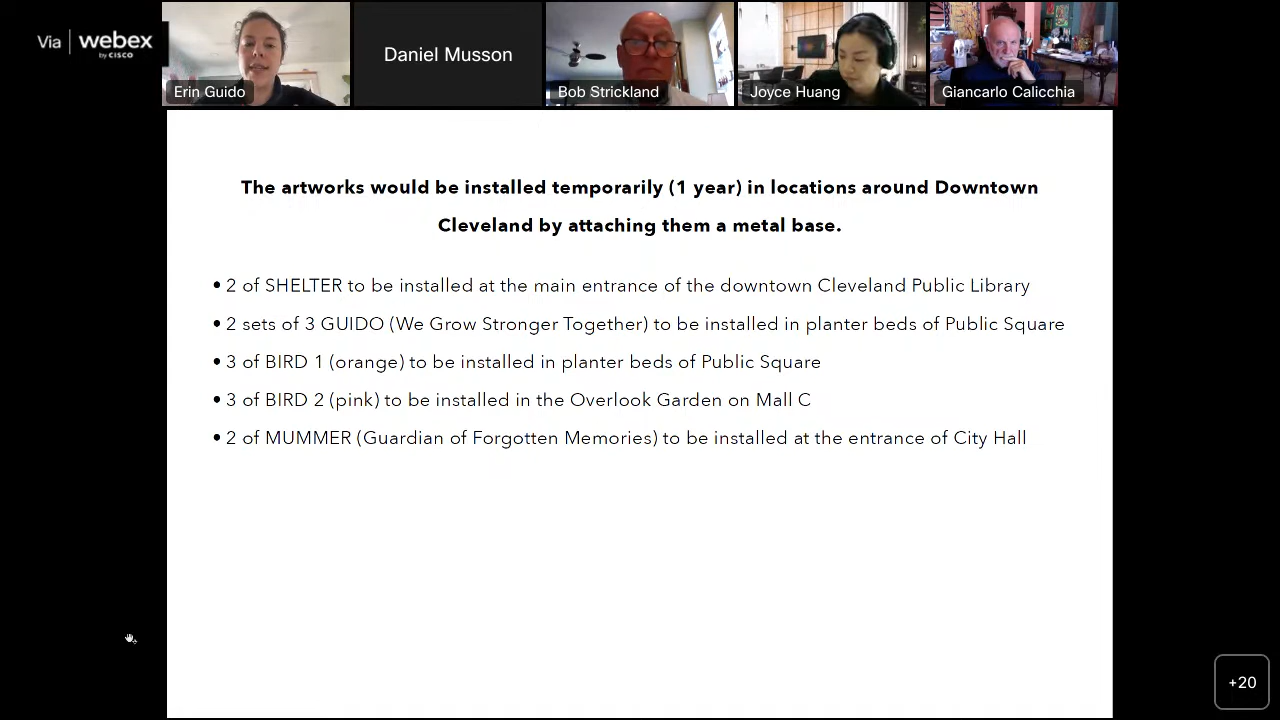 Via | webex
by CISCO
Erin Guido
Daniel Musson
Bob Strickland
Joyce Huang
Giancarlo Calicchia
The artworks would be installed temporarily (1 year) in locations around Downtown
Cleveland by attaching them a metal base.
• 2 of SHELTER to be installed at the main entrance of the downtown Cleveland Public Library
• 2 sets of 3 GUIDO (We Grow Stronger Together) to be installed in planter beds of Public Square
• 3 of BIRD 1 (orange) to be installed in planter beds of Public Square
• 3 of BIRD 2 (pink) to be installed in the Overlook Garden on Mall C
• 2 of MUMMER (Guardian of Forgotten Memories) to be installed at the entrance of City Hall
+20